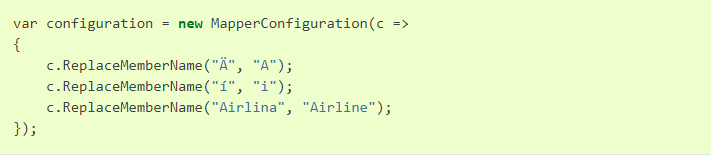 var configuration = new MapperConfiguration(c =>
{
    c.ReplaceMemberName("Ä", "A");
    c.ReplaceMemberName("í", "i");
    c.ReplaceMemberName("Airlina", "Airline");
});